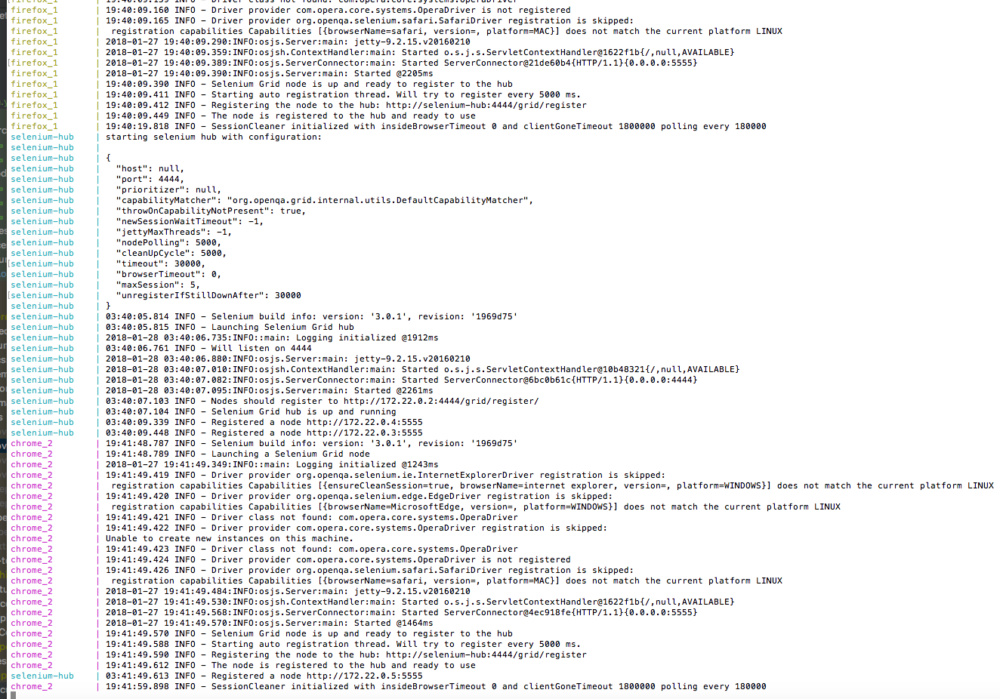 firefox_1 | 19:40:09.159 INFO - Driver class not found: com.opera.core.systems.OperaDriver
firefox_1 | 19:40:09.160 INFO - Driver provider com.opera.core.systems.OperaDriver is not registered
firefox_1 | 19:40:09.165 INFO - Driver provider org.openqa.selenium.safari.SafariDriver registration is skipped:
firefox_1 | registration capabilities Capabilities [{browserName=safari, version=, platform=MAC}] does not match the current platform LINUX
firefox_1 | 2018-01-27 19:40:09.290:INFO:osjs.Server:main: jetty-9.2.15.v20160210
firefox_1 | 2018-01-27 19:40:09.359:INFO:osjsh.ContextHandler:main: Started o.s.j.s.ServletContextHandler@1622f1b{/,null,AVAILABLE}
firefox_1 | 2018-01-27 19:40:09.389:INFO:osjs.ServerConnector:main: Started ServerConnector@21de60b4{HTTP/1.1}{0.0.0.0:5555}
firefox_1 | 2018-01-27 19:40:09.390:INFO:osjs.Server:main: Started @2205ms
firefox_1 | 19:40:09.390 INFO - Selenium Grid node is up and ready to register to the hub
firefox_1 | 19:40:09.411 INFO - Starting auto registration thread. Will try to register every 5000 ms.
firefox_1 | 19:40:09.412 INFO - Registering the node to the hub: http://selenium-hub:4444/grid/register
firefox_1 | 19:40:09.449 INFO - The node is registered to the hub and ready to use
firefox_1 | 19:40:19.818 INFO - SessionCleaner initialized with insideBrowserTimeout 0 and clientGoneTimeout 1800000 polling every 180000
selenium-hub | starting selenium hub with configuration:
selenium-hub |
selenium-hub | {
selenium-hub | "host": null,
selenium-hub | "port": 4444,
selenium-hub | "prioritizer": null,
selenium-hub | "capabilityMatcher": "org.openqa.grid.internal.utils.DefaultCapabilityMatcher",
selenium-hub | "throwOnCapabilityNotPresent": true,
selenium-hub | "newSessionWaitTimeout": -1,
selenium-hub | "jettyMaxThreads": -1,
selenium-hub | "nodePolling": 5000,
selenium-hub | "cleanUpCycle": 5000,
selenium-hub | "timeout": 30000,
selenium-hub | "browserTimeout": 0,
selenium-hub | "maxSession": 5,
selenium-hub | "unregisterIfStillDownAfter": 30000
selenium-hub | }
selenium-hub | 03:40:05.814 INFO - Selenium build info: version: '3.0.1', revision: '1969d75'
selenium-hub | 03:40:05.815 INFO - Launching Selenium Grid hub
selenium-hub | 2018-01-28 03:40:06.735:INFO::main: Logging initialized @1912ms
selenium-hub | 03:40:06.761 INFO - Will listen on 4444
selenium-hub | 2018-01-28 03:40:06.880:INFO:osjs.Server:main: jetty-9.2.15.v20160210
selenium-hub | 2018-01-28 03:40:07.010:INFO:osjsh.ContextHandler:main: Started o.s.j.s.ServletContextHandler@10b48321{/,null,AVAILABLE}
selenium-hub | 2018-01-28 03:40:07.082:INFO:osjs.ServerConnector:main: Started ServerConnector@6bc0b61c{HTTP/1.1}{0.0.0.0:4444}
selenium-hub | 2018-01-28 03:40:07.095:INFO:osjs.Server:main: Started @2261ms
selenium-hub | 03:40:07.103 INFO - Nodes should register to http://172.22.0.2:4444/grid/register/
selenium-hub | 03:40:07.104 INFO - Selenium Grid hub is up and running
selenium-hub | 03:40:09.339 INFO - Registered a node http://172.22.0.4:5555
selenium-hub | 03:40:09.448 INFO - Registered a node http://172.22.0.3:5555
chrome_2 | 19:41:48.787 INFO - Selenium build info: version: '3.0.1', revision: '1969d75'
chrome_2 | 19:41:48.789 INFO - Launching a Selenium Grid node
chrome_2 | 2018-01-27 19:41:49.349:INFO::main: Logging initialized @1243ms
chrome_2 | 19:41:49.419 INFO - Driver provider org.openqa.selenium.ie.InternetExplorerDriver registration is skipped:
chrome_2 | registration capabilities Capabilities [{ensureCleanSession=true, browserName=internet explorer, version=, platform=WINDOWS}] does not match the current platform LINUX
chrome_2 | 19:41:49.420 INFO - Driver provider org.openqa.selenium.edge.EdgeDriver registration is skipped:
chrome_2 | registration capabilities Capabilities [{browserName=MicrosoftEdge, version=, platform=WINDOWS}] does not match the current platform LINUX
chrome_2 | 19:41:49.421 INFO - Driver class not found: com.opera.core.systems.OperaDriver
chrome_2 | 19:41:49.422 INFO - Driver provider com.opera.core.systems.OperaDriver registration is skipped:
chrome_2 | Unable to create new instances on this machine.
chrome_2 | 19:41:49.423 INFO - Driver class not found: com.opera.core.systems.OperaDriver
chrome_2 | 19:41:49.424 INFO - Driver provider com.opera.core.systems.OperaDriver is not registered
chrome_2 | 19:41:49.426 INFO - Driver provider org.openqa.selenium.safari.SafariDriver registration is skipped:
chrome_2 | registration capabilities Capabilities [{browserName=safari, version=, platform=MAC}] does not match the current platform LINUX
chrome_2 | 2018-01-27 19:41:49.484:INFO:osjs.Server:main: jetty-9.2.15.v20160210
chrome_2 | 2018-01-27 19:41:49.530:INFO:osjsh.ContextHandler:main: Started o.s.j.s.ServletContextHandler@1622f1b{/,null,AVAILABLE}
chrome_2 | 2018-01-27 19:41:49.568:INFO:osjs.ServerConnector:main: Started ServerConnector@4ec918fe{HTTP/1.1}{0.0.0.0:5555}
chrome_2 | 2018-01-27 19:41:49.570:INFO:osjs.Server:main: Started @1464ms
chrome_2 | 19:41:49.570 INFO - Selenium Grid node is up and ready to register to the hub
chrome_2 | 19:41:49.588 INFO - Starting auto registration thread. Will try to register every 5000 ms.
chrome_2 | 19:41:49.590 INFO - Registering the node to the hub: http://selenium-hub:4444/grid/register
chrome_2 | 19:41:49.612 INFO - The node is registered to the hub and ready to use
selenium-hub | 03:41:49.613 INFO - Registered a node http://172.22.0.5:5555
chrome_2 | 19:41:59.898 INFO - SessionCleaner initialized with insideBrowserTimeout 0 and clientGoneTimeout 1800000 polling every 180000